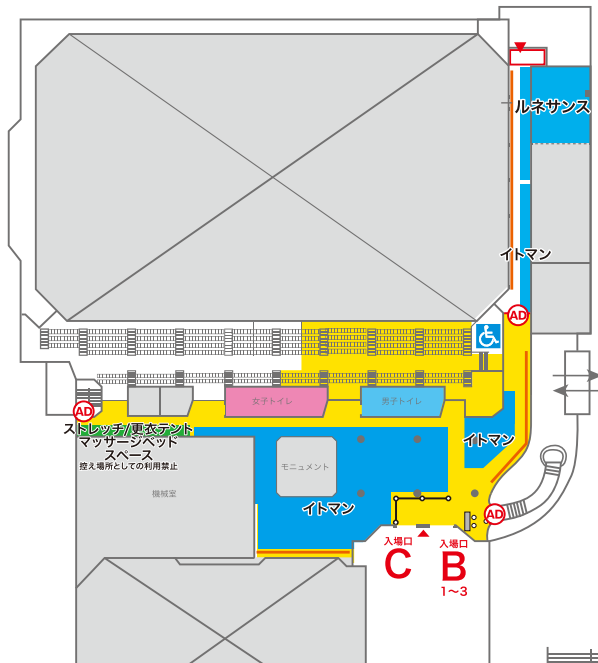 ルネサンス
イトマン
AD
AD
女子トイレ
男子トイレ
ストレッチ/更衣テント
マッサージベッド
スペース
控え場所としての利用禁止
イトマン
モニュメント
機械室
イトマン
AD
入場口
C
入場口
B
1〜3